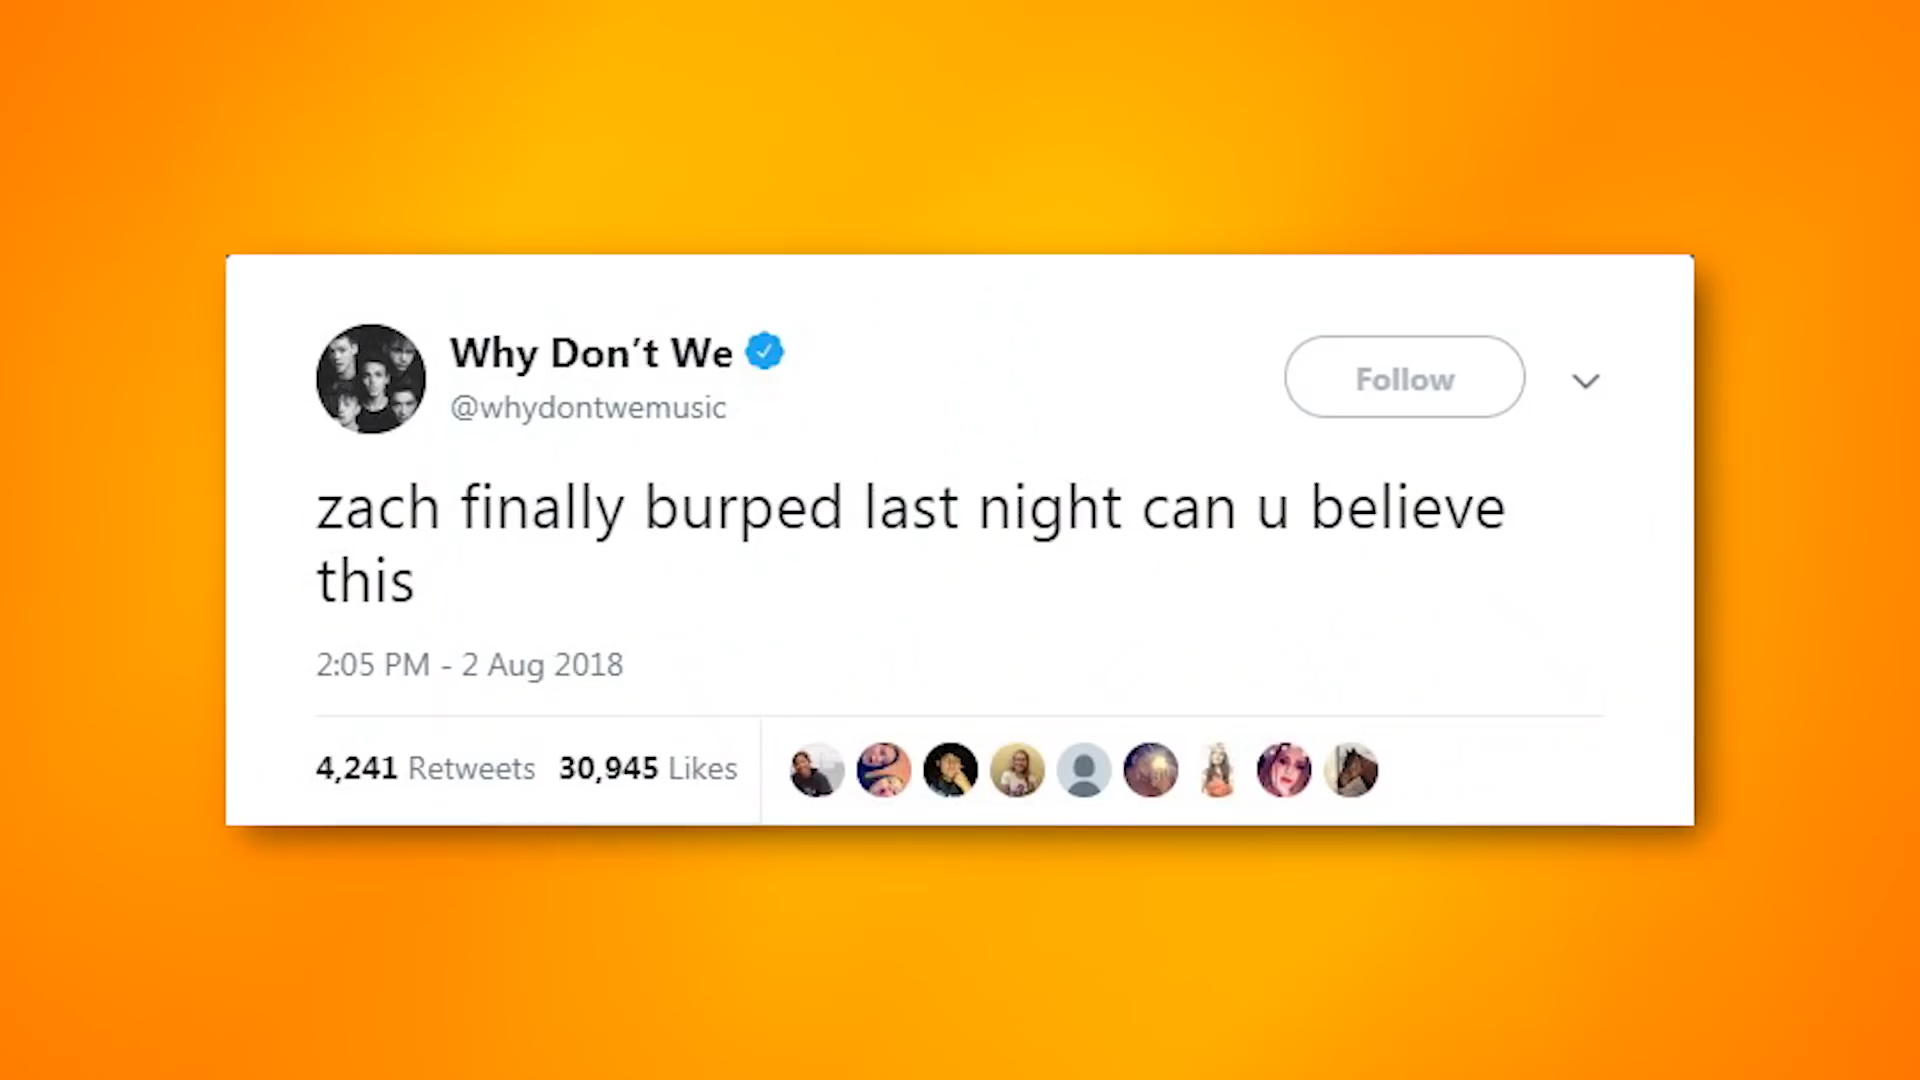 Why Don’t We
@whydontwemusic
Follow
zach finally burped last night can u believe
this
2:05 PM - 2 Aug 2018
4,241 Retweets 30,945 Likes